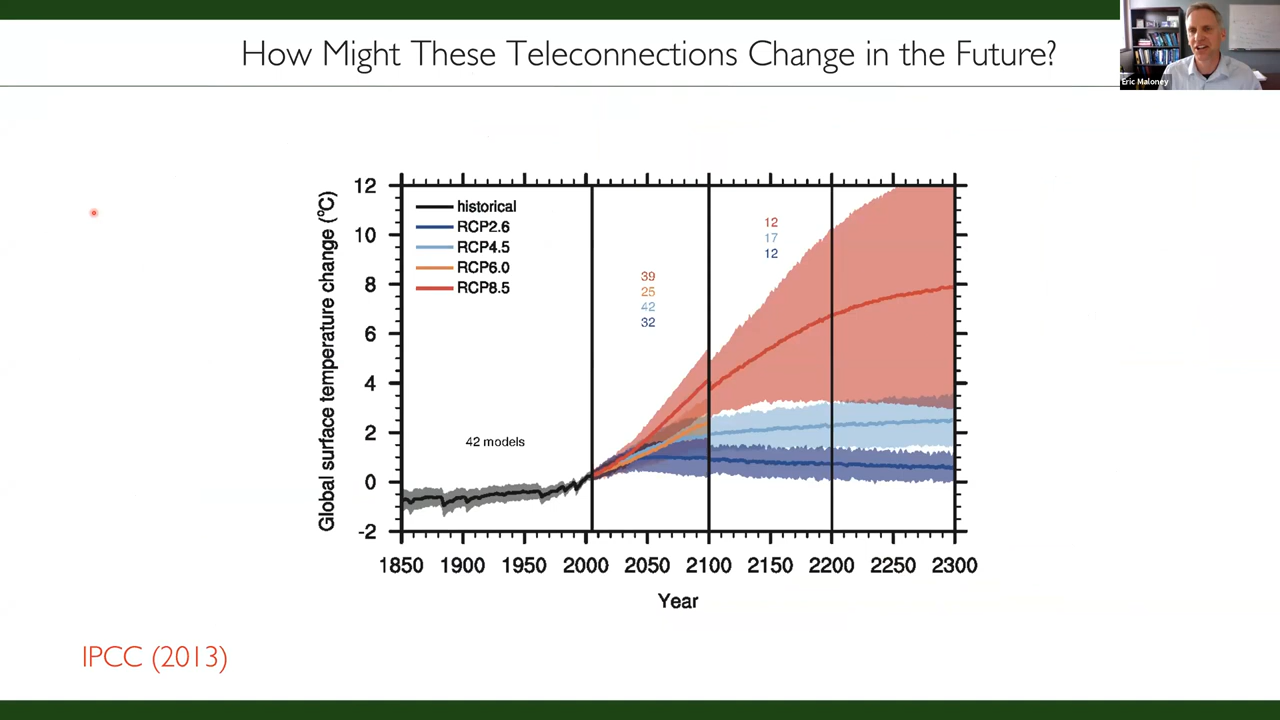 How Might These Teleconnections Change in the Future?
Eric Maloney
Global surface temperature change (°C)
12
10
8
6
4
2
0
-2
historical
RCP2.6
RCP4.5
RCP6.0
RCP8.5
42 models
39
25
42
32
12
17
12
1850 1900 1950 2000 2050 2100 2150 2200 2250 2300
Year
IPCC (2013)